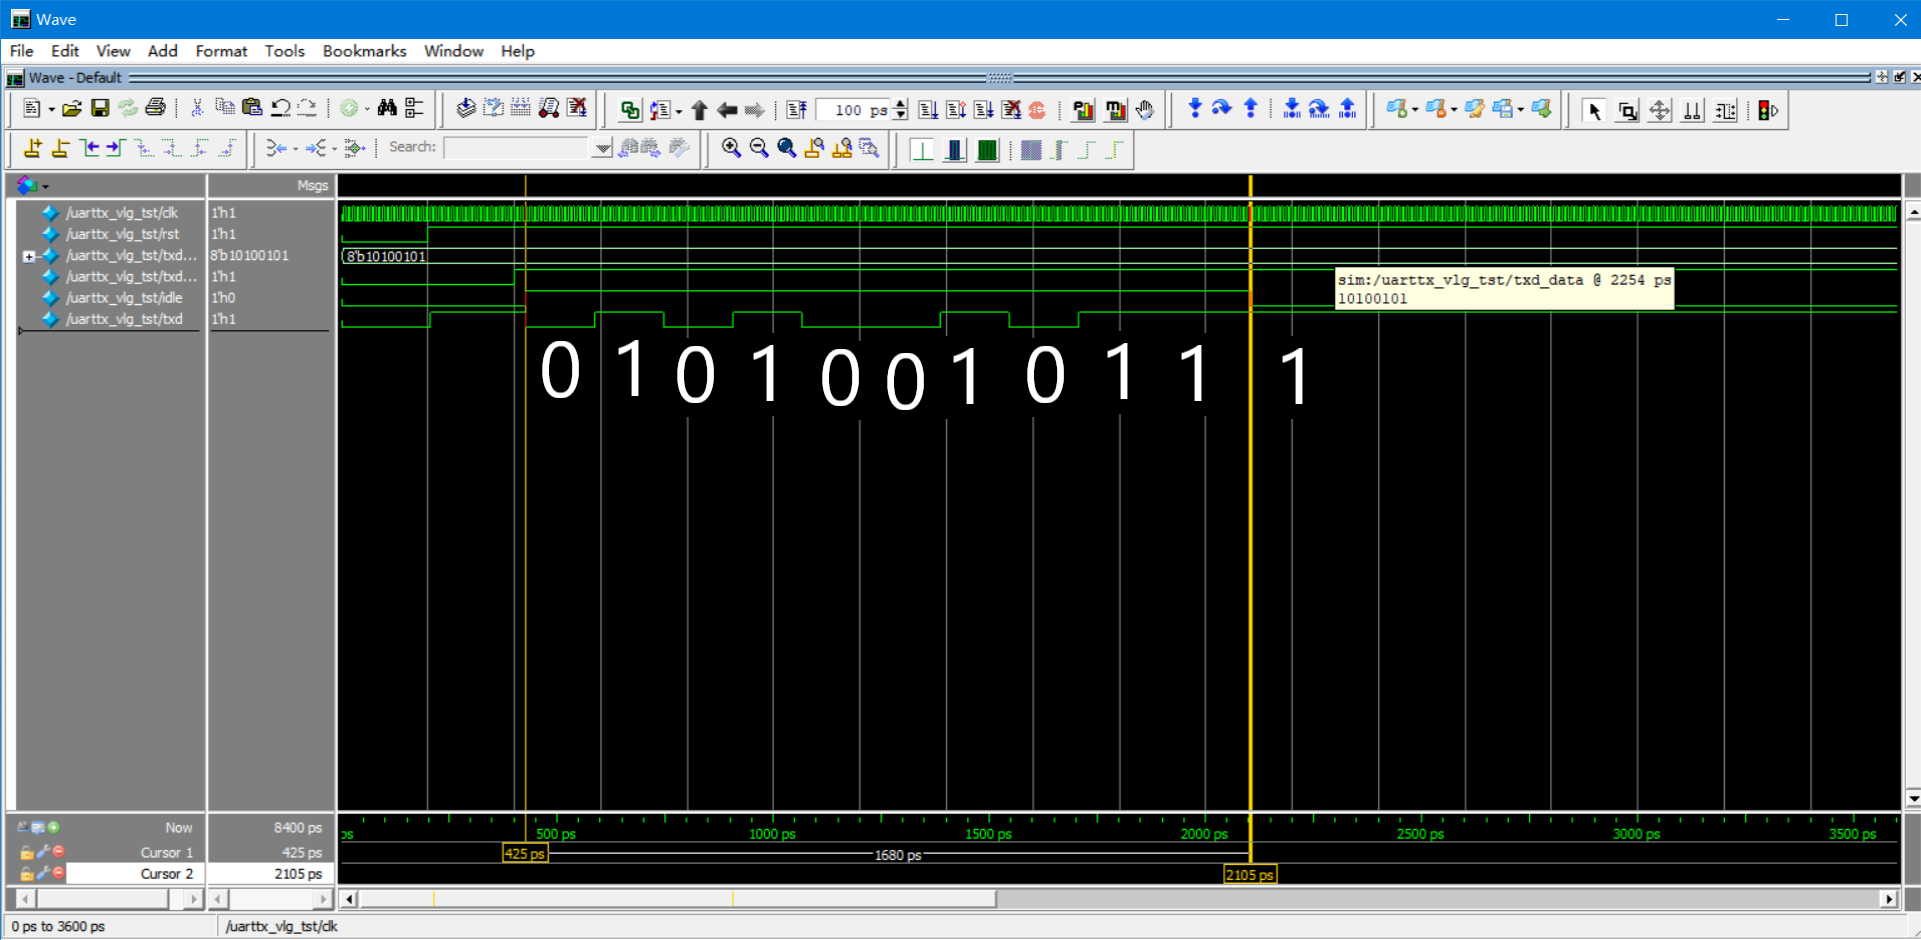 Wave
File Edit View Add Format Tools Bookmarks Window Help
Wave - Default
100 ps
Search:
Msgs
/uarttx_vlg_tst/clk 1'h1
/uarttx_vlg_tst/rst 1'h1
/uarttx_vlg_tst/txd... 8'b10100101 8'b10100101
/uarttx_vlg_tst/txd... 1'h1
/uarttx_vlg_tst/idle 1'h0
/uarttx_vlg_tst/txd 1'h1
sim:/uarttx_vlg_tst/txd_data @ 2254 ps
10100101
0 1 0 1 0 0 1 0 1 1 1
Now 8400 ps
ps 500 ps 1000 ps 1500 ps 2000 ps 2500 ps 3000 ps 3500 ps
Cursor 1 425 ps 425 ps 1680 ps
Cursor 2 2105 ps 2105 ps
0 ps to 3600 ps /uarttx_vlg_tst/clk